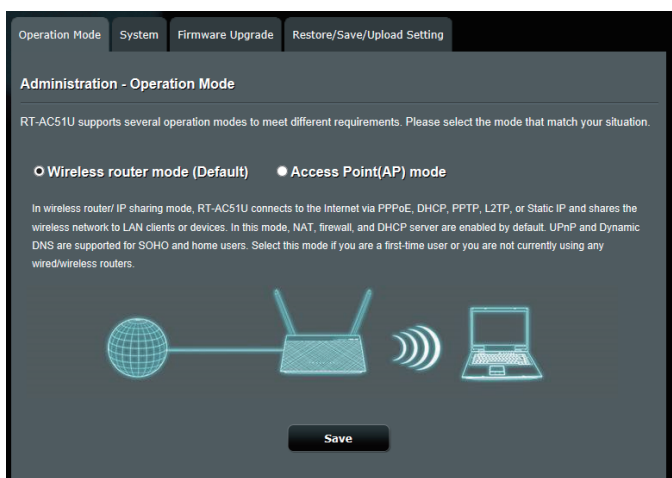 Operation Mode System Firmware Upgrade Restore/Save/Upload Setting
Administration - Operation Mode
RT-AC51U supports several operation modes to meet different requirements. Please select the mode that match your situation.
Wireless router mode (Default) Access Point(AP) mode
In wireless router/ IP sharing mode, RT-AC51U connects to the Internet via PPPoE, DHCP, PPTP, L2TP, or Static IP and shares the
wireless network to LAN clients or devices. In this mode, NAT, firewall, and DHCP server are enabled by default. UPnP and Dynamic
DNS are supported for SOHO and home users. Select this mode if you are a first-time user or you are not currently using any
wired/wireless routers.
Save